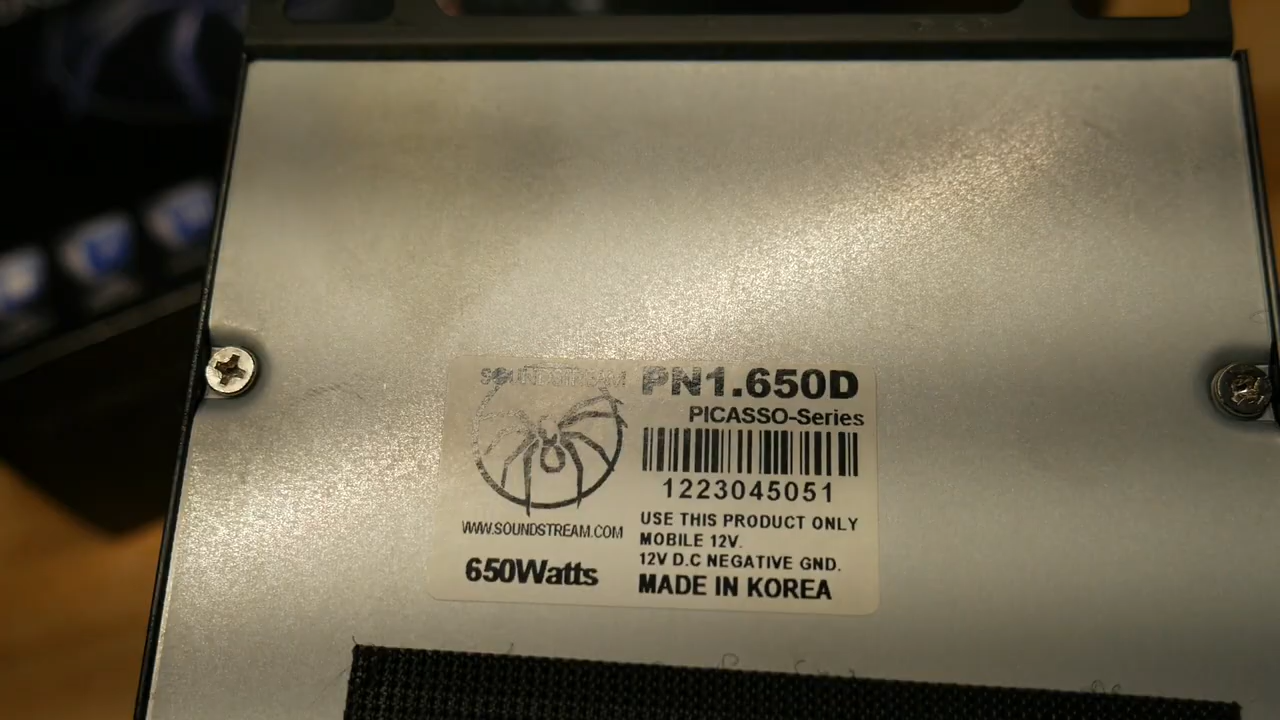 SOUNDSTREAM
PN1.650D
PICASSO-Series
1223045051
WWW.SOUNDSTREAM.COM
USE THIS PRODUCT ONLY
MOBILE 12V.
12V D.C NEGATIVE GND.
650Watts
MADE IN KOREA